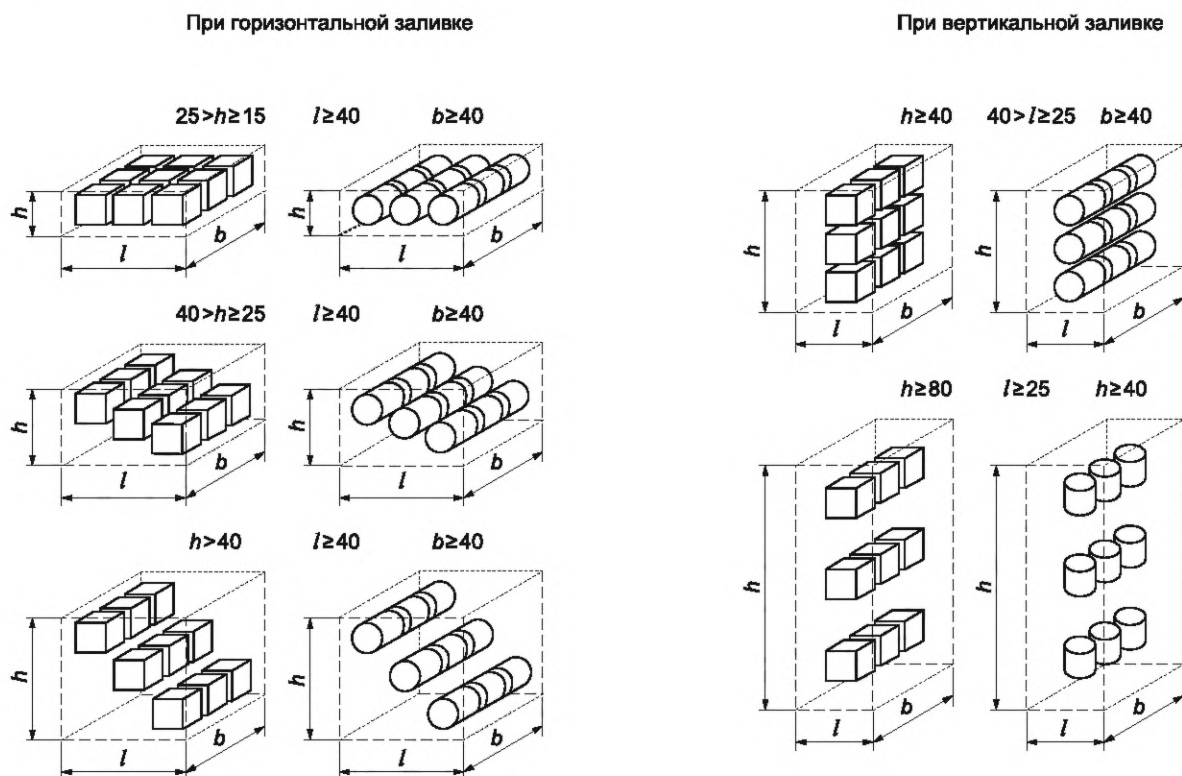 При горизонтальной заливке
25>h≥15 l≥40 b≥40
h l b
h l b
40>h≥25 l≥40 b≥40
h l b
h l b
h>40 l≥40 b≥40
h l b
h l b
При вертикальной заливке
h≥40 40>l≥25 b≥40
h l b
h l b
h≥80 l≥25 h≥40
h l b
h l b